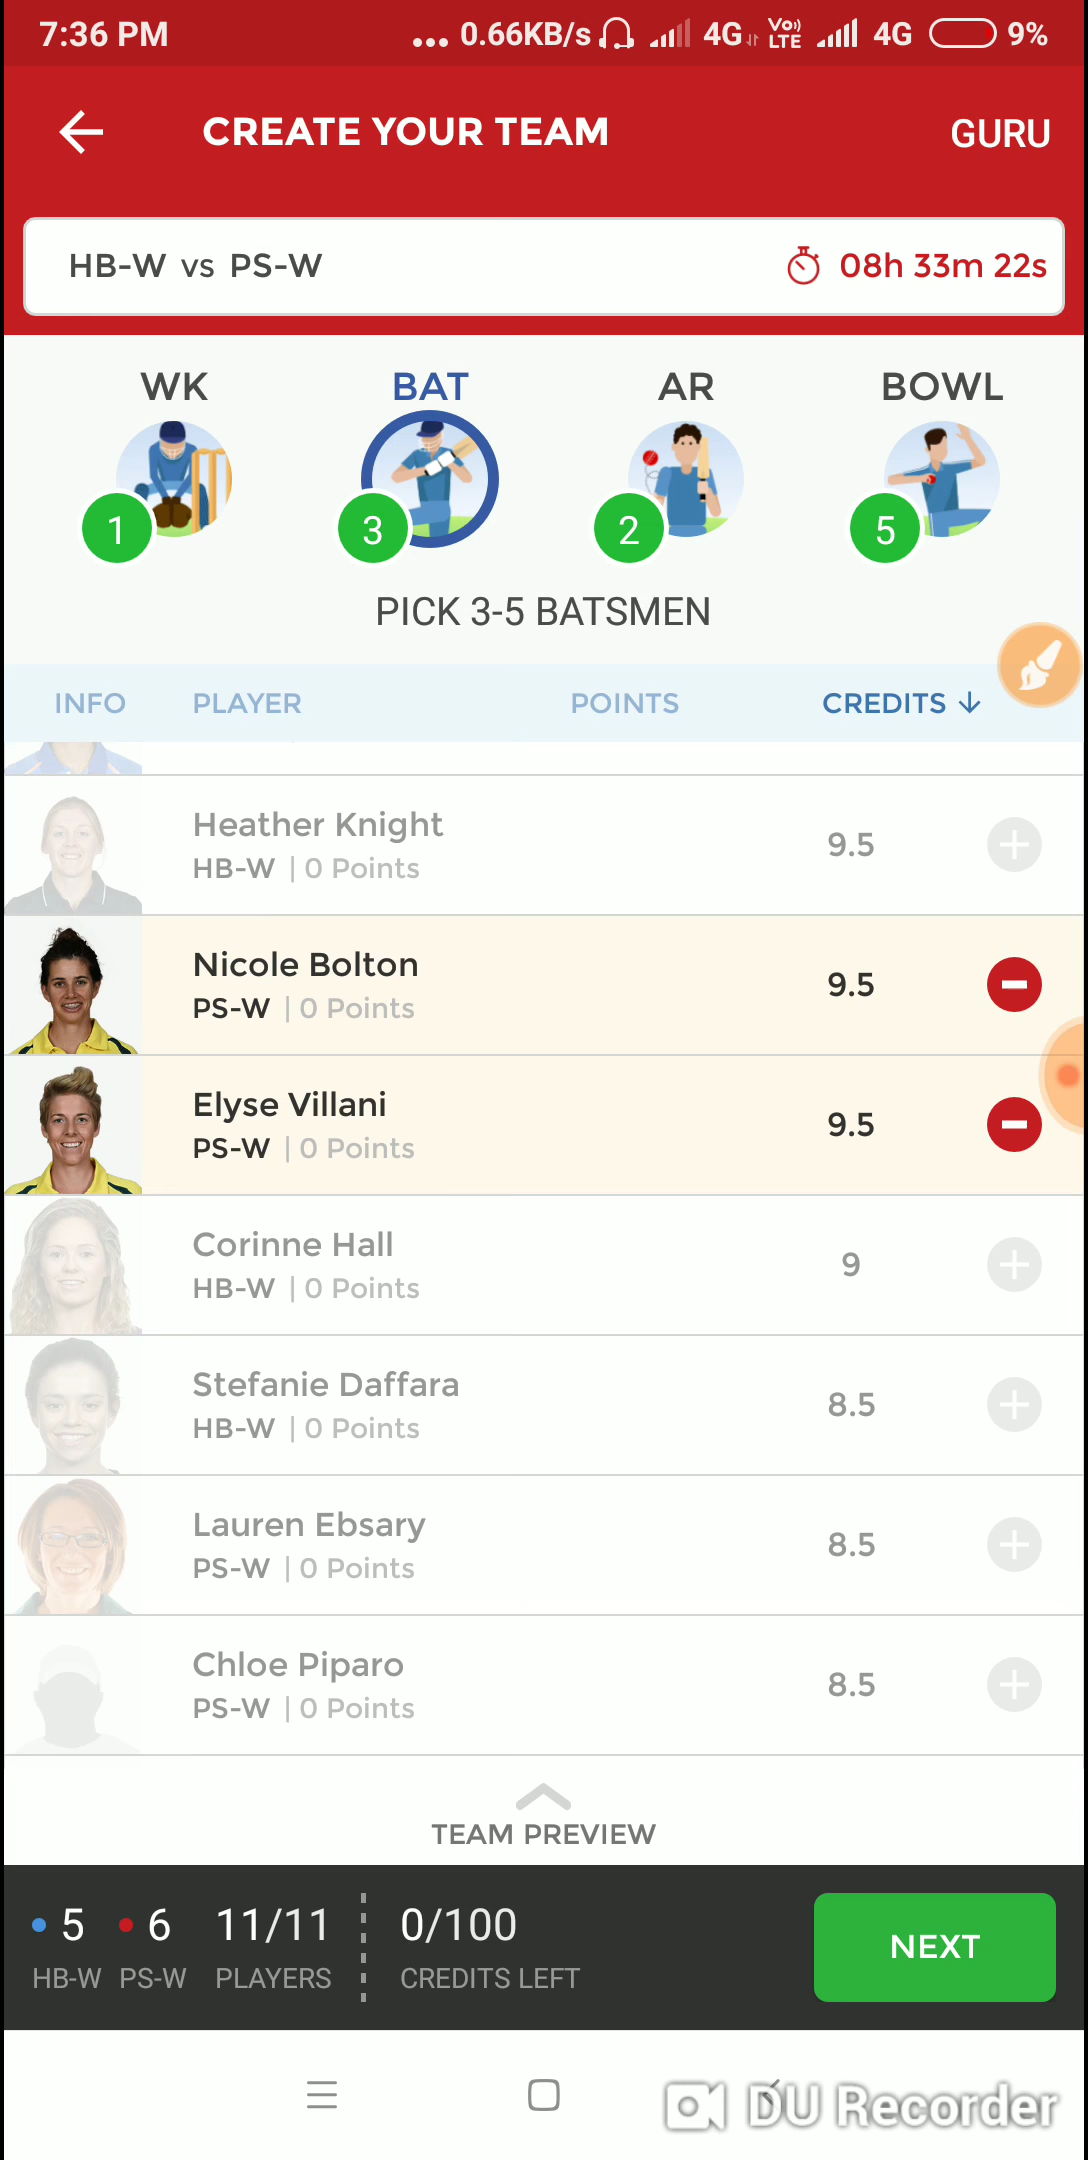 7:36 PM ... 0.66KB/s 4G VoLTE 4G 9%
CREATE YOUR TEAM GURU
HB-W vs PS-W 08h 33m 22s
WK BAT AR BOWL
1 3 2 5
PICK 3-5 BATSMEN
INFO PLAYER POINTS CREDITS ↓
Heather Knight
HB-W | 0 Points 9.5
Nicole Bolton
PS-W | 0 Points 9.5
Elyse Villani
PS-W | 0 Points 9.5
Corinne Hall
HB-W | 0 Points 9
Stefanie Daffara
HB-W | 0 Points 8.5
Lauren Ebsary
PS-W | 0 Points 8.5
Chloe Piparo
PS-W | 0 Points 8.5
TEAM PREVIEW
5 6 11/11 0/100
HB-W PS-W PLAYERS CREDITS LEFT
NEXT
DU Recorder